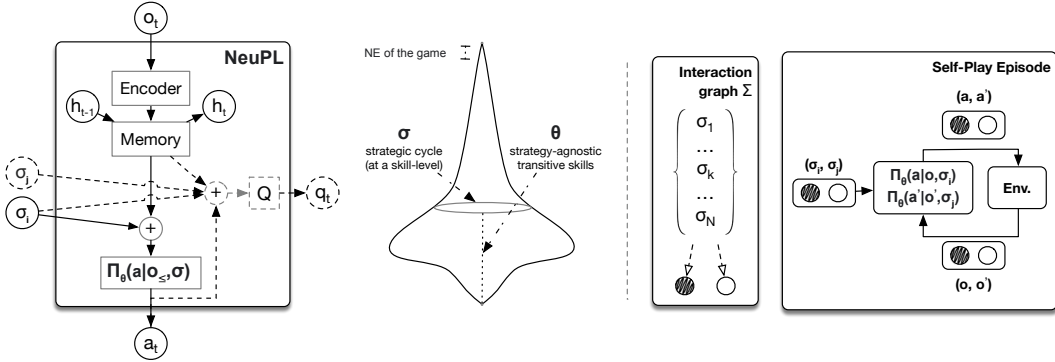 o_t
NeuPL
Encoder
h_{t-1}
h_t
Memory
σ_j
+
Q
q_t
σ_i
+
Π_θ(a|o_≤,σ)
a_t
NE of the game
σ
strategic cycle
(at a skill-level)
θ
strategy-agnostic
transitive skills
Interaction
graph Σ
σ_1
...
σ_k
...
σ_N
Self-Play Episode
(a, a')
(σ_i, σ_j)
Π_θ(a|o,σ_i)
Π_θ(a'|o',σ_j)
Env.
(o, o')